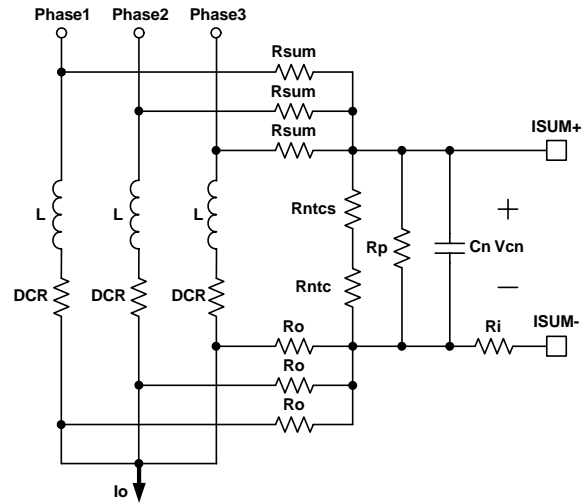 Phase1 Phase2 Phase3
Rsum
Rsum
Rsum
ISUM+
L L L
Rntcs
Rp
Cn Vcn
+
−
Rntc
DCR DCR DCR
Ro
Ri
ISUM-
Ro
Ro
Io